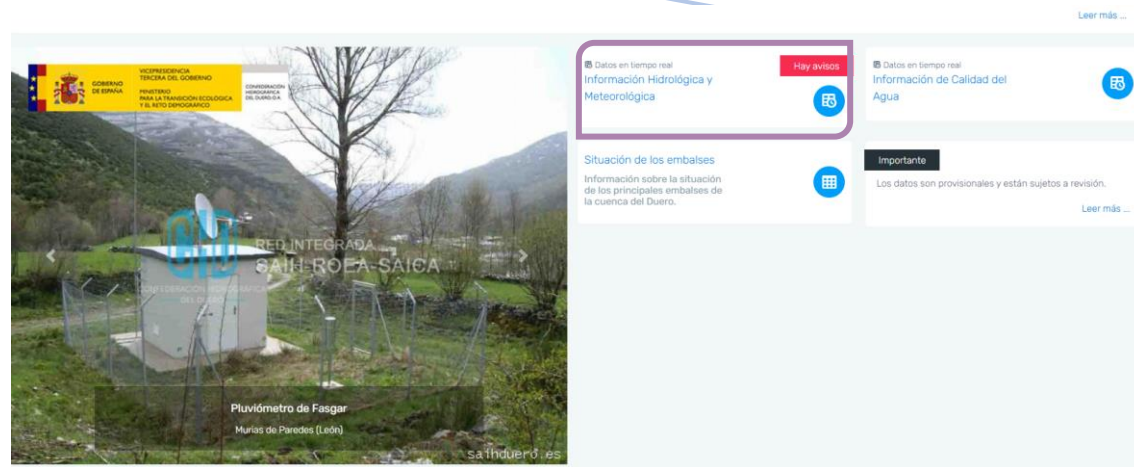 Leer más ...
GOBIERNO
DE ESPAÑA
VICEPRESIDENCIA
TERCERA DEL GOBIERNO
MINISTERIO
PARA LA TRANSICIÓN ECOLÓGICA
Y EL RETO DEMOGRÁFICO
CONFEDERACIÓN
HIDROGRÁFICA
DEL DUERO, O.A.
RED INTEGRADA
SAIH-ROEA-SAICA
CONFEDERACIÓN HIDROGRÁFICA
DEL DUERO
Pluviómetro de Fasgar
Murias de Paredes (León)
saihduero.es
Datos en tiempo real
Hay avisos
Información Hidrológica y
Meteorológica
Datos en tiempo real
Información de Calidad del
Agua
Situación de los embalses
Información sobre la situación
de los principales embalses de
la cuenca del Duero.
Importante
Los datos son provisionales y están sujetos a revisión.
Leer más ...